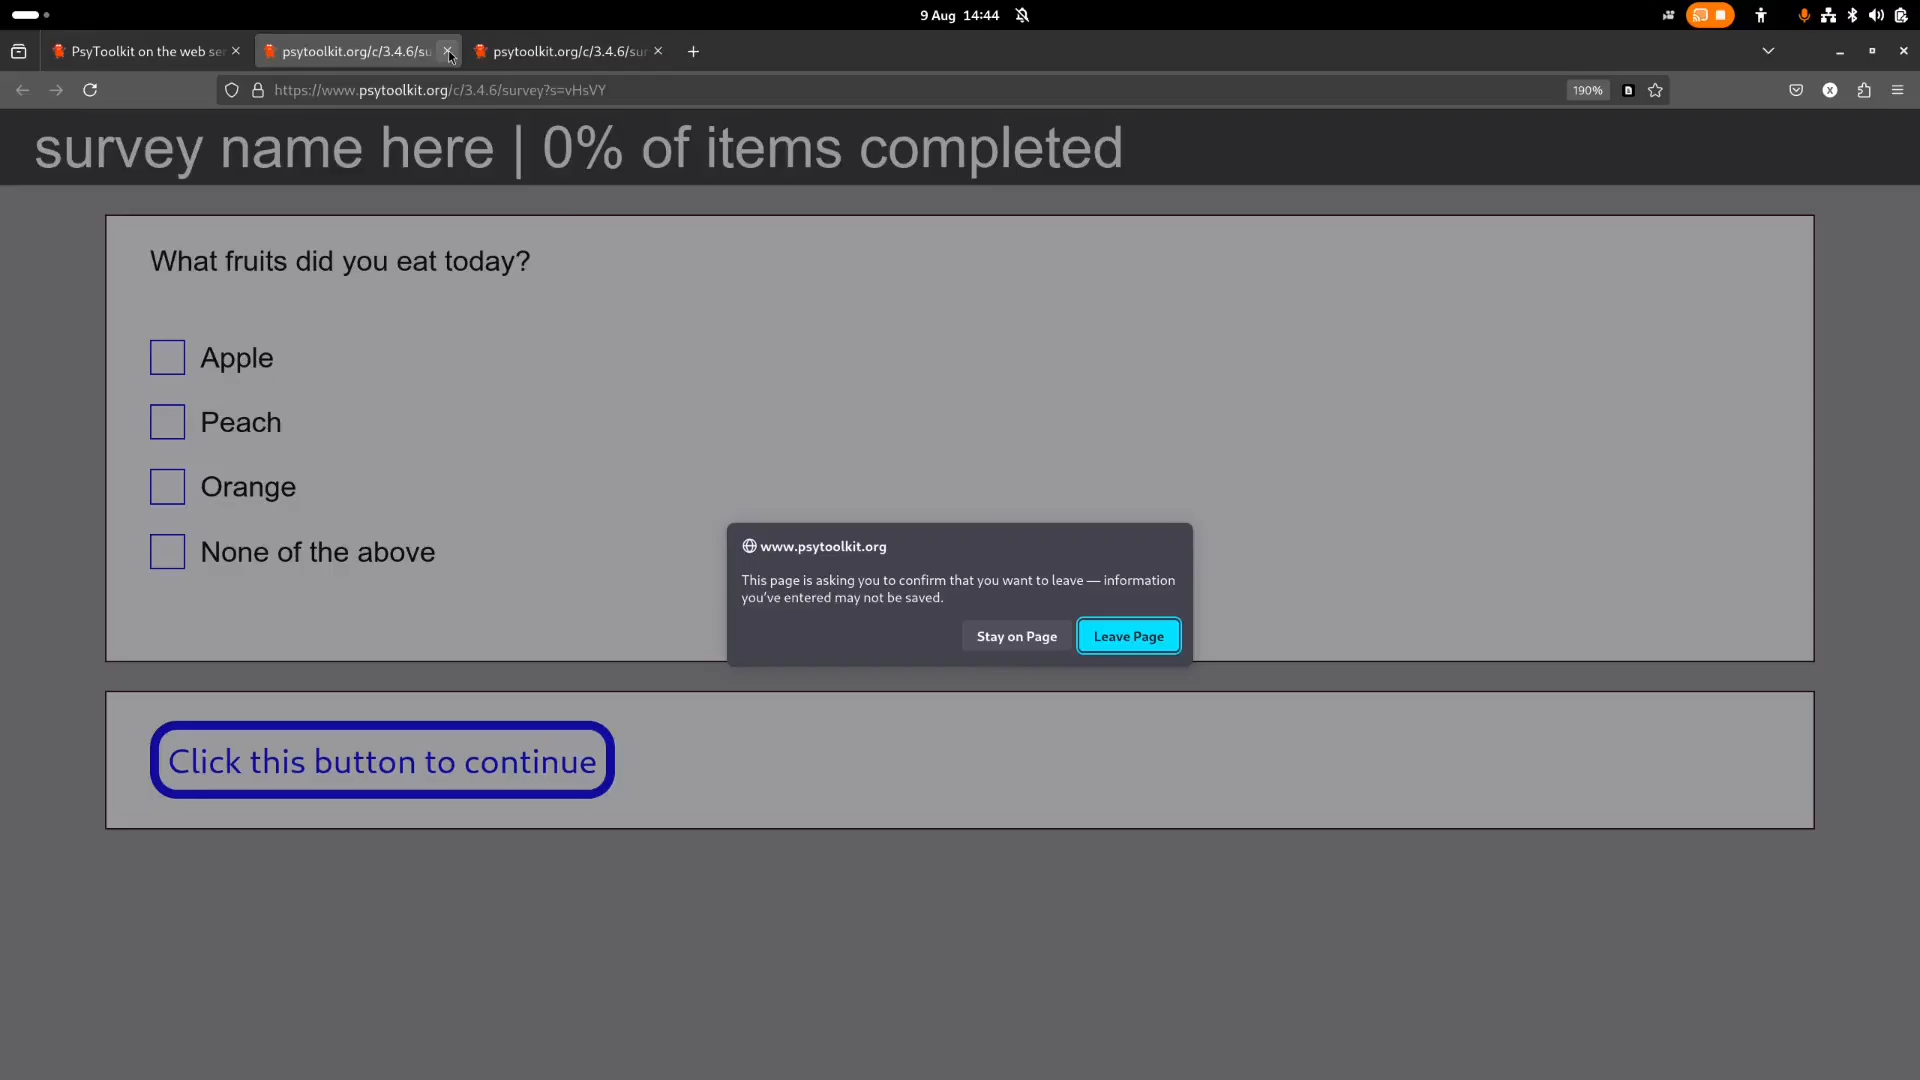 9 Aug 14:44
PsyToolkit on the web se
psytoolkit.org/c/3.4.6/su
psytoolkit.org/c/3.4.6/sur
https://www.psytoolkit.org/c/3.4.6/survey?s=vHsVY
190%
survey name here | 0% of items completed
What fruits did you eat today?
Apple
Peach
Orange
None of the above
www.psytoolkit.org
This page is asking you to confirm that you want to leave — information
you've entered may not be saved.
Stay on Page
Leave Page
Click this button to continue